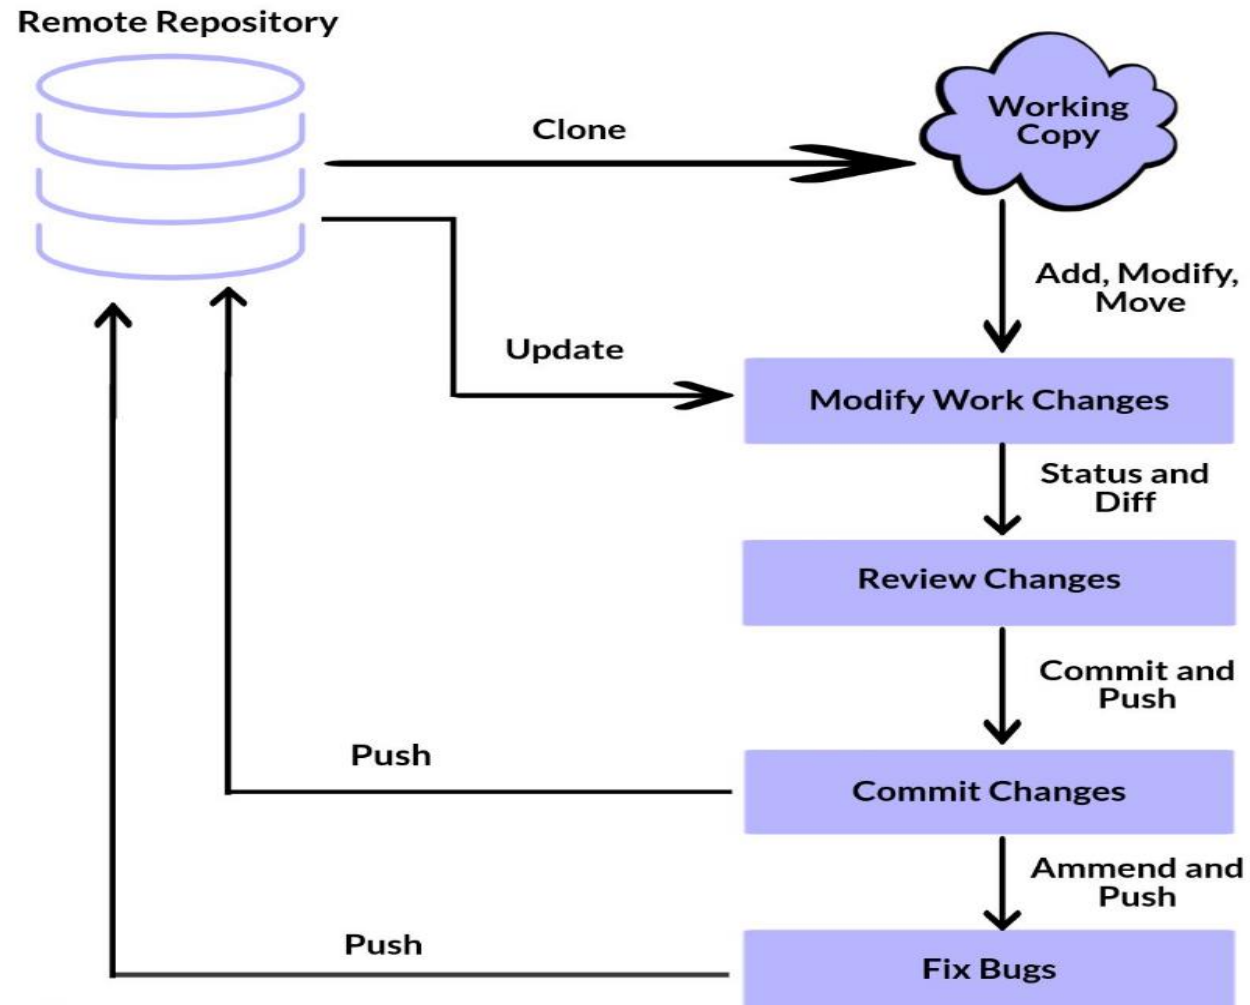 Remote Repository
Clone
Working
Copy
Add, Modify,
Move
Update
Modify Work Changes
Status and
Diff
Review Changes
Commit and
Push
Push
Commit Changes
Ammend and
Push
Push
Fix Bugs